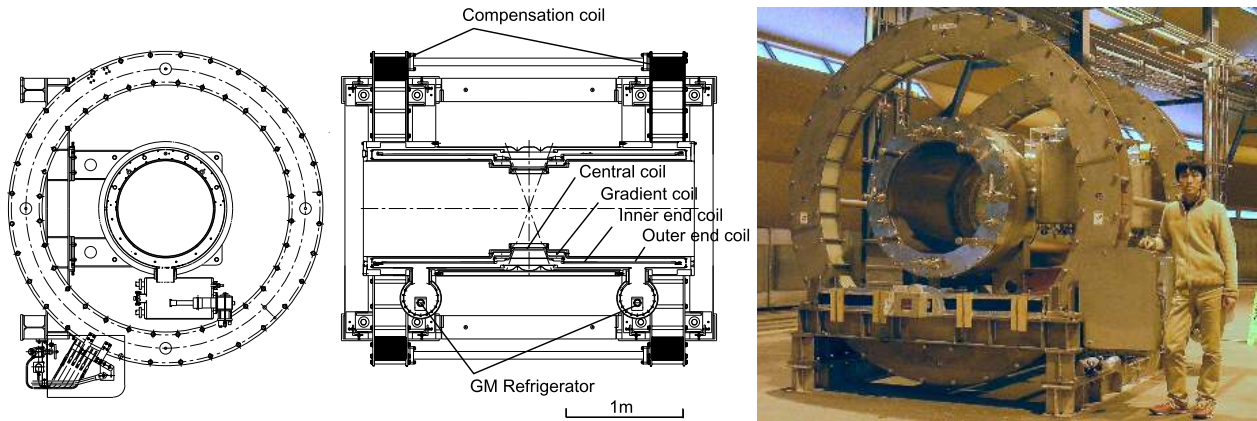 Compensation coil
Central coil
Gradient coil
Inner end coil
Outer end coil
GM Refrigerator
1m